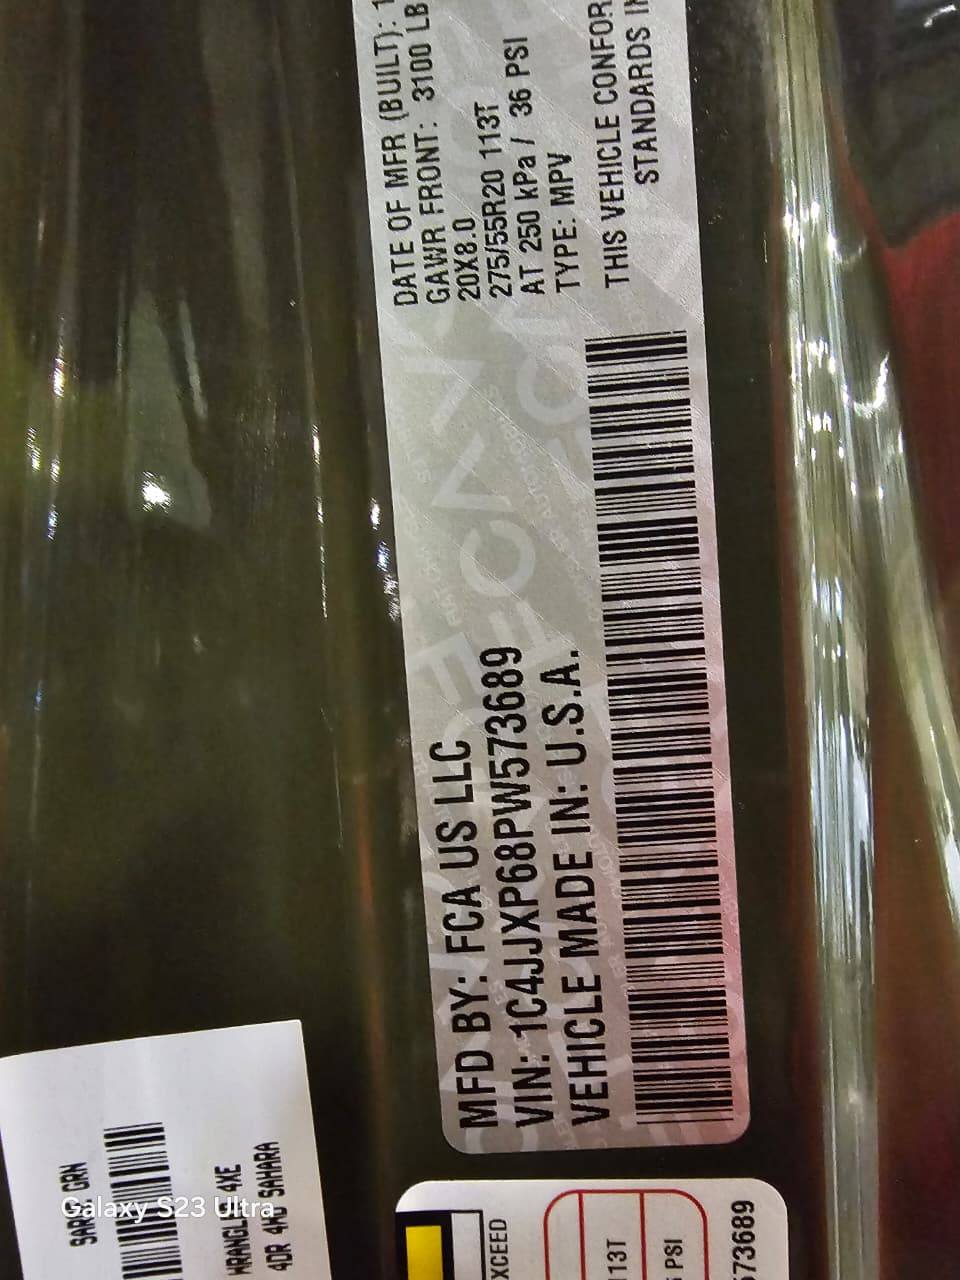 MFD BY: FCA US LLC
VIN: 1C4JJXP68PW573689
VEHICLE MADE IN: U.S.A.
DATE OF MFR (BUILT): 1
GAWR FRONT: 3100 LB
20X8.0
275/55R20 113T
AT 250 kPa / 36 PSI
TYPE: MPV
THIS VEHICLE CONFOR
STANDARDS IN
GRN
4XE
4DR 4WD SAHARA
XCEED
113T
PSI
573689
Galaxy S23 Ultra